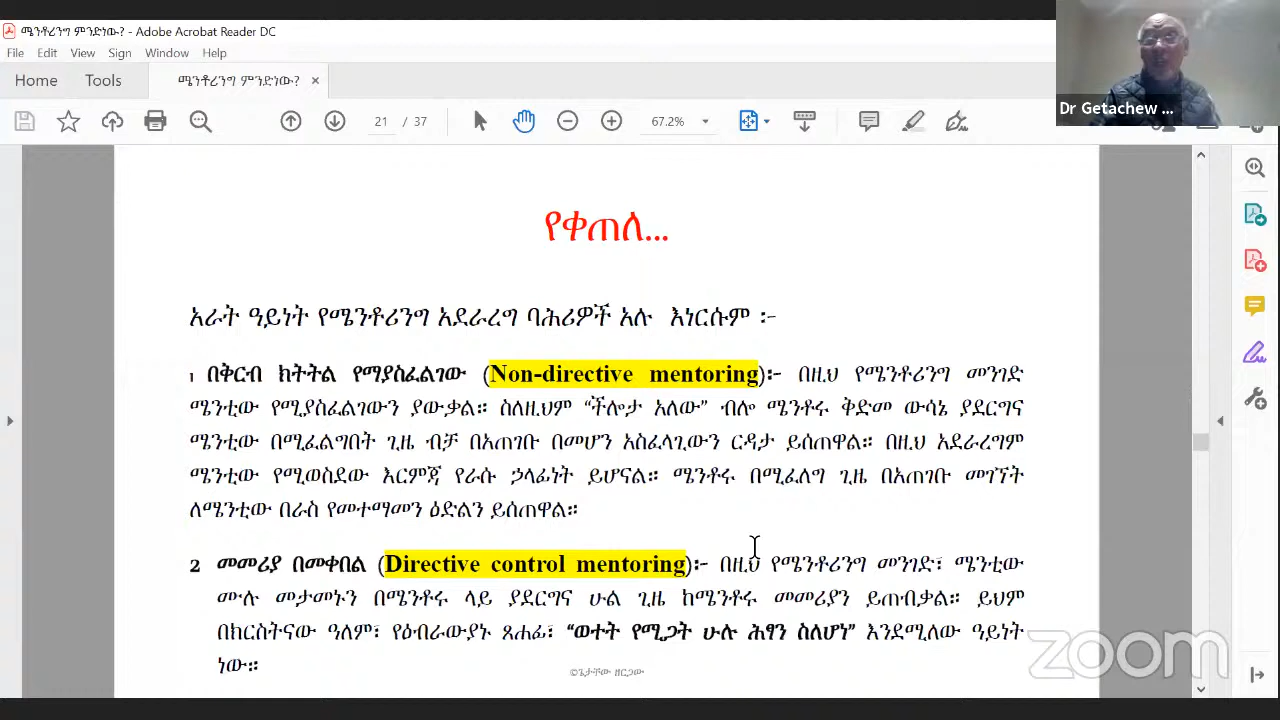 ሜንቶሪንግ ምንድነው? - Adobe Acrobat Reader DC
File Edit View Sign Window Help
Home Tools ሜንቶሪንግ ምንድነው? ×
21 / 37 67.2%
Dr Getachew ...
የቀጠለ...
አራት ዓይነት የሜንቶሪንግ አደራረግ ባሕሪዎች አሉ እነርሱም ፡-
1 በቅርብ ክትትል የማያስፈልገው (Non-directive mentoring)፡- በዚህ የሜንቶሪንግ መንገድ
ሜንቲው የሚያስፈልገውን ያውቃል። ስለዚህም “ችሎታ አለው” ብሎ ሜንቶሩ ቅድመ ውሳኔ ያደርግና
ሜንቲው በሚፈልግበት ጊዜ ብቻ በአጠገቡ በመሆን አስፈላጊውን ርዳታ ይሰጠዋል። በዚህ አደራረግም
ሜንቲው የሚወስደው እርምጃ የራሱ ኃላፊነት ይሆናል። ሜንቶሩ በሚፈለግ ጊዜ በአጠገቡ መገኘት
ለሜንቲው በራስ የመተማመን ዕድልን ይሰጠዋል።
2 መመሪያ በመቀበል (Directive control mentoring)፡- በዚህ የሜንቶሪንግ መንገድ፣ ሜንቲው
ሙሉ መታመኑን በሜንቶሩ ላይ ያደርግና ሁል ጊዜ ከሜንቶሩ መመሪያን ይጠብቃል። ይህም
በክርስትናው ዓለም፣ የዕብራውያኑ ጸሐፊ፣ “ወተት የሚጋት ሁሉ ሕፃን ስለሆነ” እንደሚለው ዓይነት
ነው።
©ጌታቸው ዘርጋው
zoom